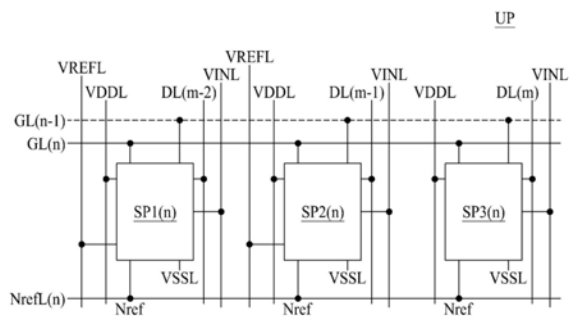 UP
VREFL VDDL DL(m-2) VINL VREFL VDDL DL(m-1) VINL VDDL DL(m) VINL
GL(n-1)
GL(n)
SP1(n) SP2(n) SP3(n)
VSSL VSSL VSSL
NrefL(n)
Nref Nref Nref